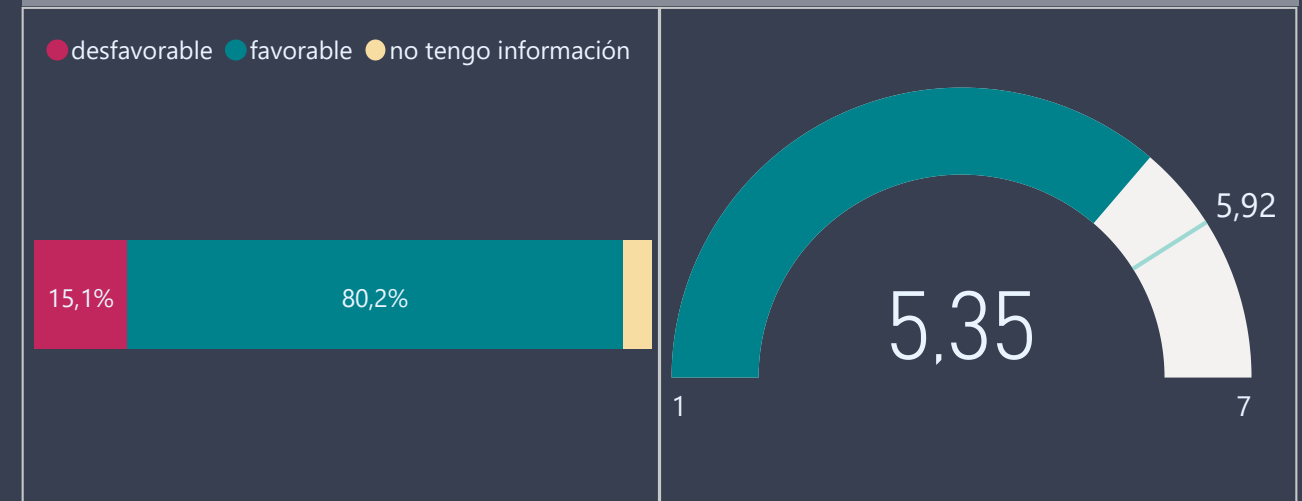 desfavorable favorable no tengo información
15,1% 80,2%
5,92
5,35
1 7